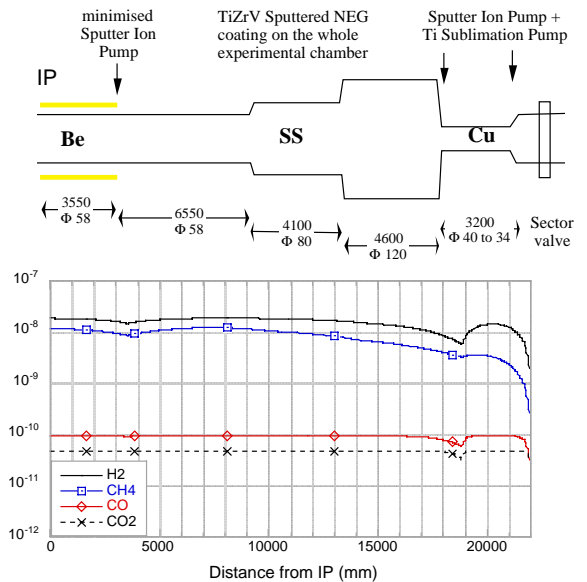 minimised
Sputter Ion
Pump
TiZrV Sputtered NEG
coating on the whole
experimental chamber
Sputter Ion Pump +
Ti Sublimation Pump
IP
Be
SS
Cu
3550
Φ 58
6550
Φ 58
4100
Φ 80
4600
Φ 120
3200
Φ 40 to 34
Sector
valve
10⁻⁷
10⁻⁸
10⁻⁹
10⁻¹⁰
10⁻¹¹
10⁻¹²
H2
CH4
CO
CO2
0 5000 10000 15000 20000
Distance from IP (mm)